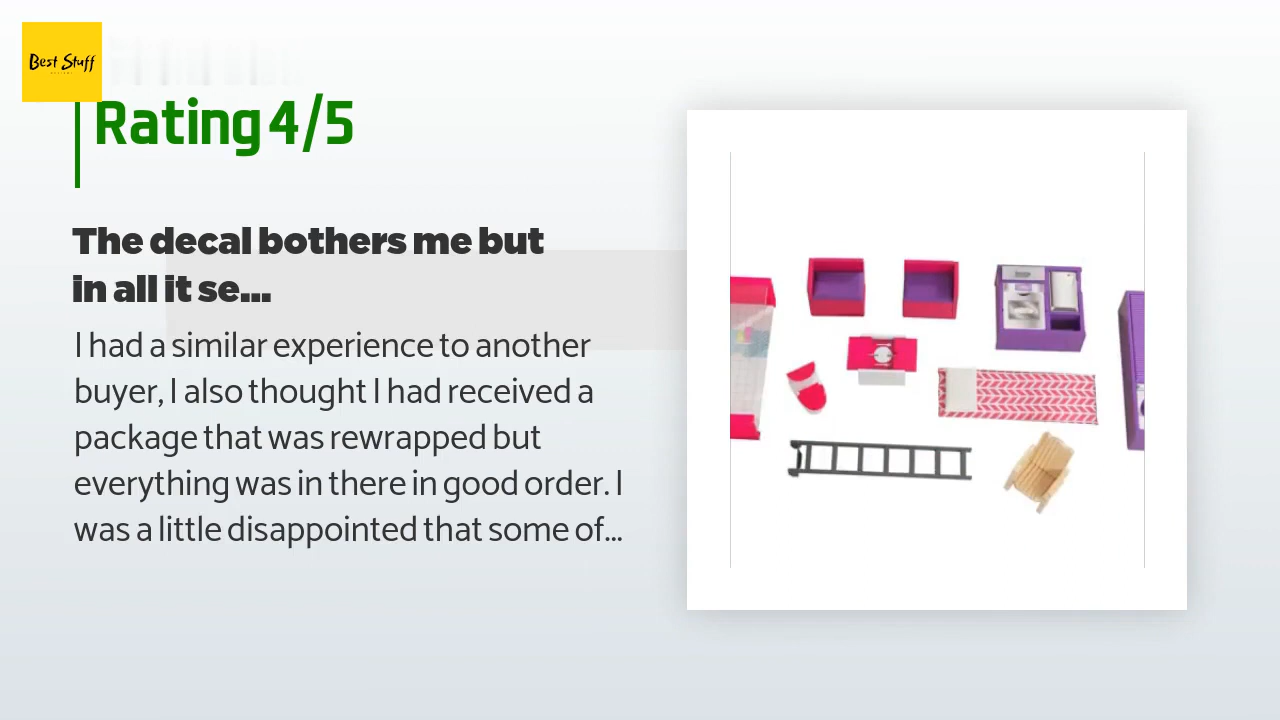 Best Stuff
Rating 4/5
The decal bothers me but
in all it se...
I had a similar experience to another
buyer, I also thought I had received a
package that was rewrapped but
everything was in there in good order. I
was a little disappointed that some of...